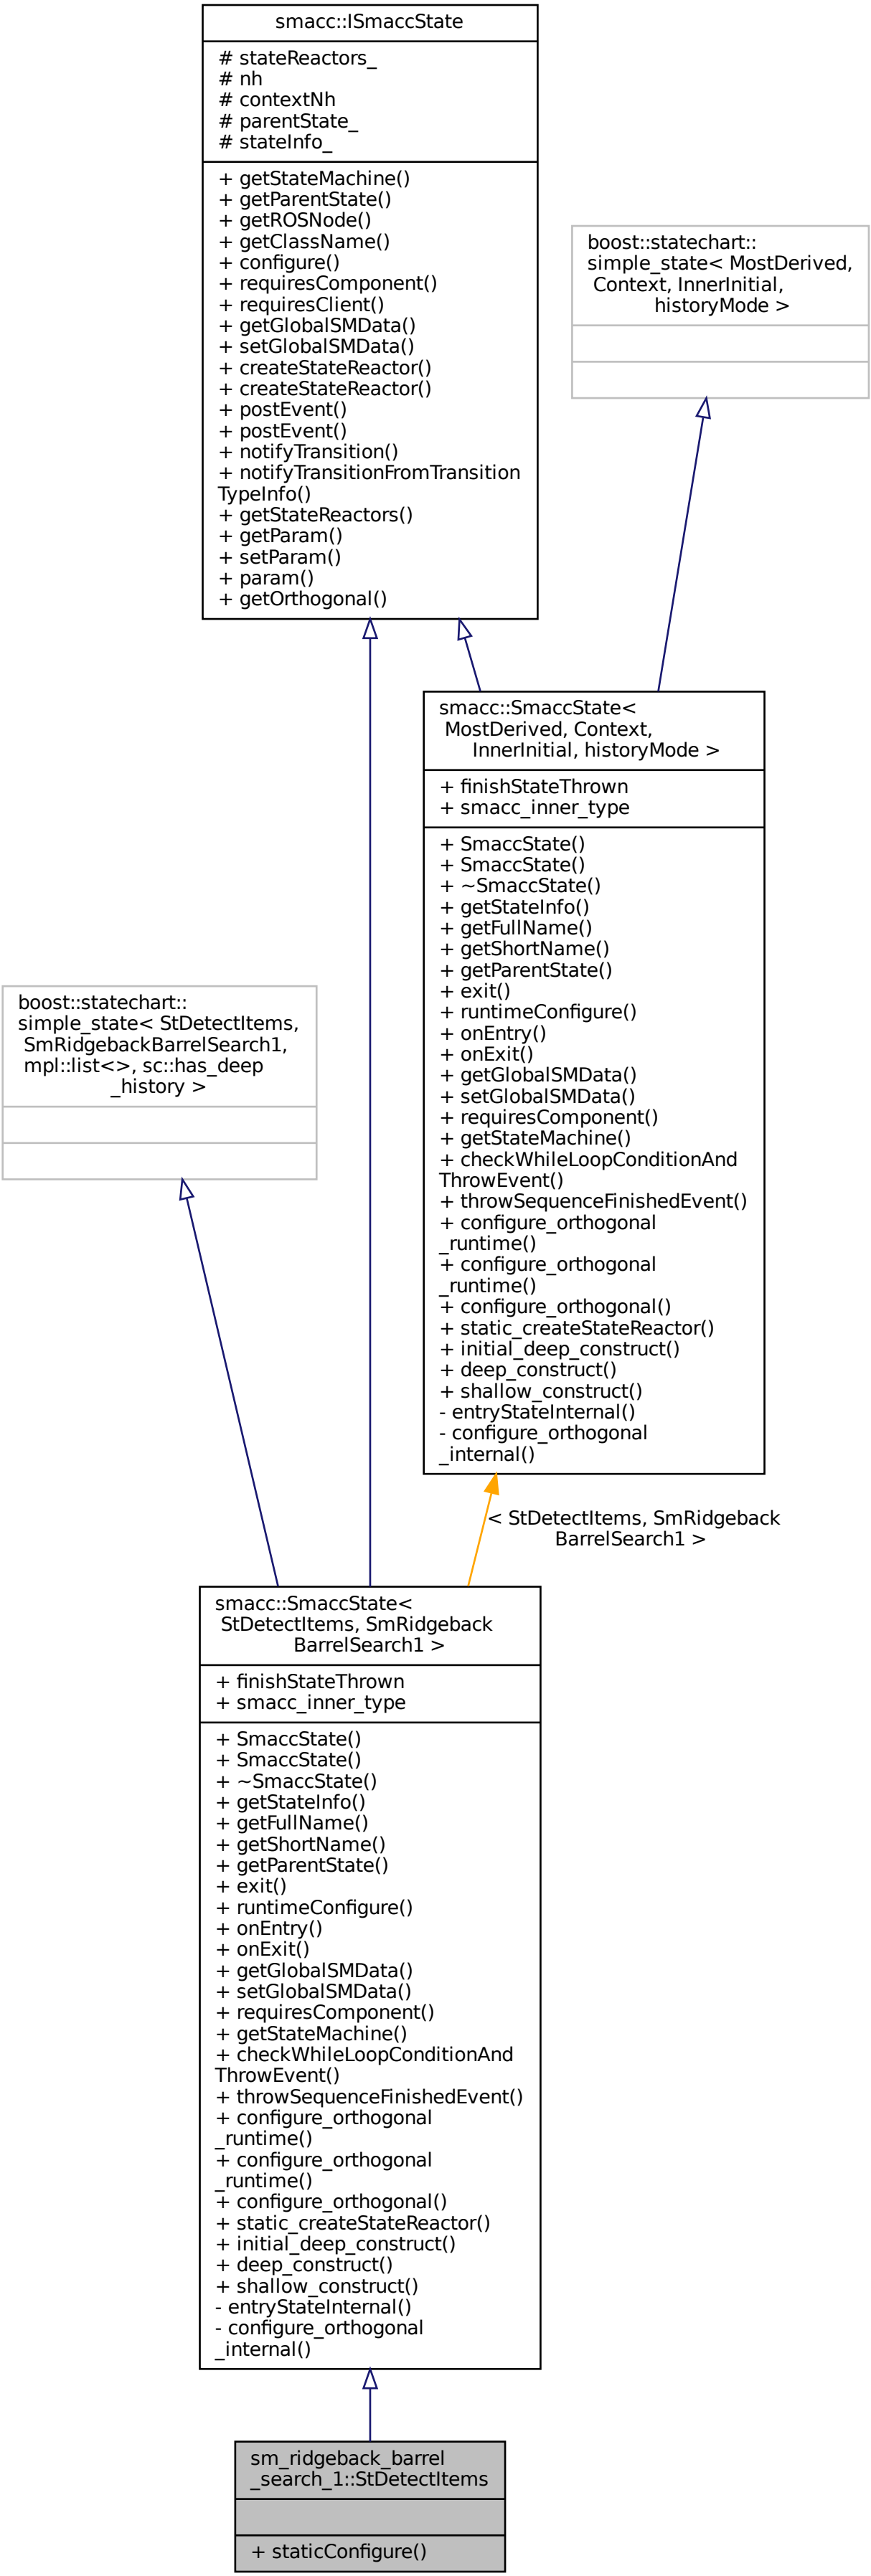 smacc::ISmaccState
# stateReactors_
# nh
# contextNh
# parentState_
# stateInfo_
+ getStateMachine()
+ getParentState()
+ getROSNode()
+ getClassName()
+ configure()
+ requiresComponent()
+ requiresClient()
+ getGlobalSMData()
+ setGlobalSMData()
+ createStateReactor()
+ createStateReactor()
+ postEvent()
+ postEvent()
+ notifyTransition()
+ notifyTransitionFromTransition
TypeInfo()
+ getStateReactors()
+ getParam()
+ setParam()
+ param()
+ getOrthogonal()
boost::statechart::
simple_state< MostDerived,
Context, InnerInitial,
historyMode >
smacc::SmaccState<
MostDerived, Context,
InnerInitial, historyMode >
+ finishStateThrown
+ smacc_inner_type
+ SmaccState()
+ SmaccState()
+ ~SmaccState()
+ getStateInfo()
+ getFullName()
+ getShortName()
+ getParentState()
+ exit()
+ runtimeConfigure()
+ onEntry()
+ onExit()
+ getGlobalSMData()
+ setGlobalSMData()
+ requiresComponent()
+ getStateMachine()
+ checkWhileLoopConditionAnd
ThrowEvent()
+ throwSequenceFinishedEvent()
+ configure_orthogonal
_runtime()
+ configure_orthogonal
_runtime()
+ configure_orthogonal()
+ static_createStateReactor()
+ initial_deep_construct()
+ deep_construct()
+ shallow_construct()
- entryStateInternal()
- configure_orthogonal
_internal()
boost::statechart::
simple_state< StDetectItems,
SmRidgebackBarrelSearch1,
mpl::list<>, sc::has_deep
_history >
< StDetectItems, SmRidgeback
BarrelSearch1 >
smacc::SmaccState<
StDetectItems, SmRidgeback
BarrelSearch1 >
+ finishStateThrown
+ smacc_inner_type
+ SmaccState()
+ SmaccState()
+ ~SmaccState()
+ getStateInfo()
+ getFullName()
+ getShortName()
+ getParentState()
+ exit()
+ runtimeConfigure()
+ onEntry()
+ onExit()
+ getGlobalSMData()
+ setGlobalSMData()
+ requiresComponent()
+ getStateMachine()
+ checkWhileLoopConditionAnd
ThrowEvent()
+ throwSequenceFinishedEvent()
+ configure_orthogonal
_runtime()
+ configure_orthogonal
_runtime()
+ configure_orthogonal()
+ static_createStateReactor()
+ initial_deep_construct()
+ deep_construct()
+ shallow_construct()
- entryStateInternal()
- configure_orthogonal
_internal()
sm_ridgeback_barrel
_search_1::StDetectItems
+ staticConfigure()